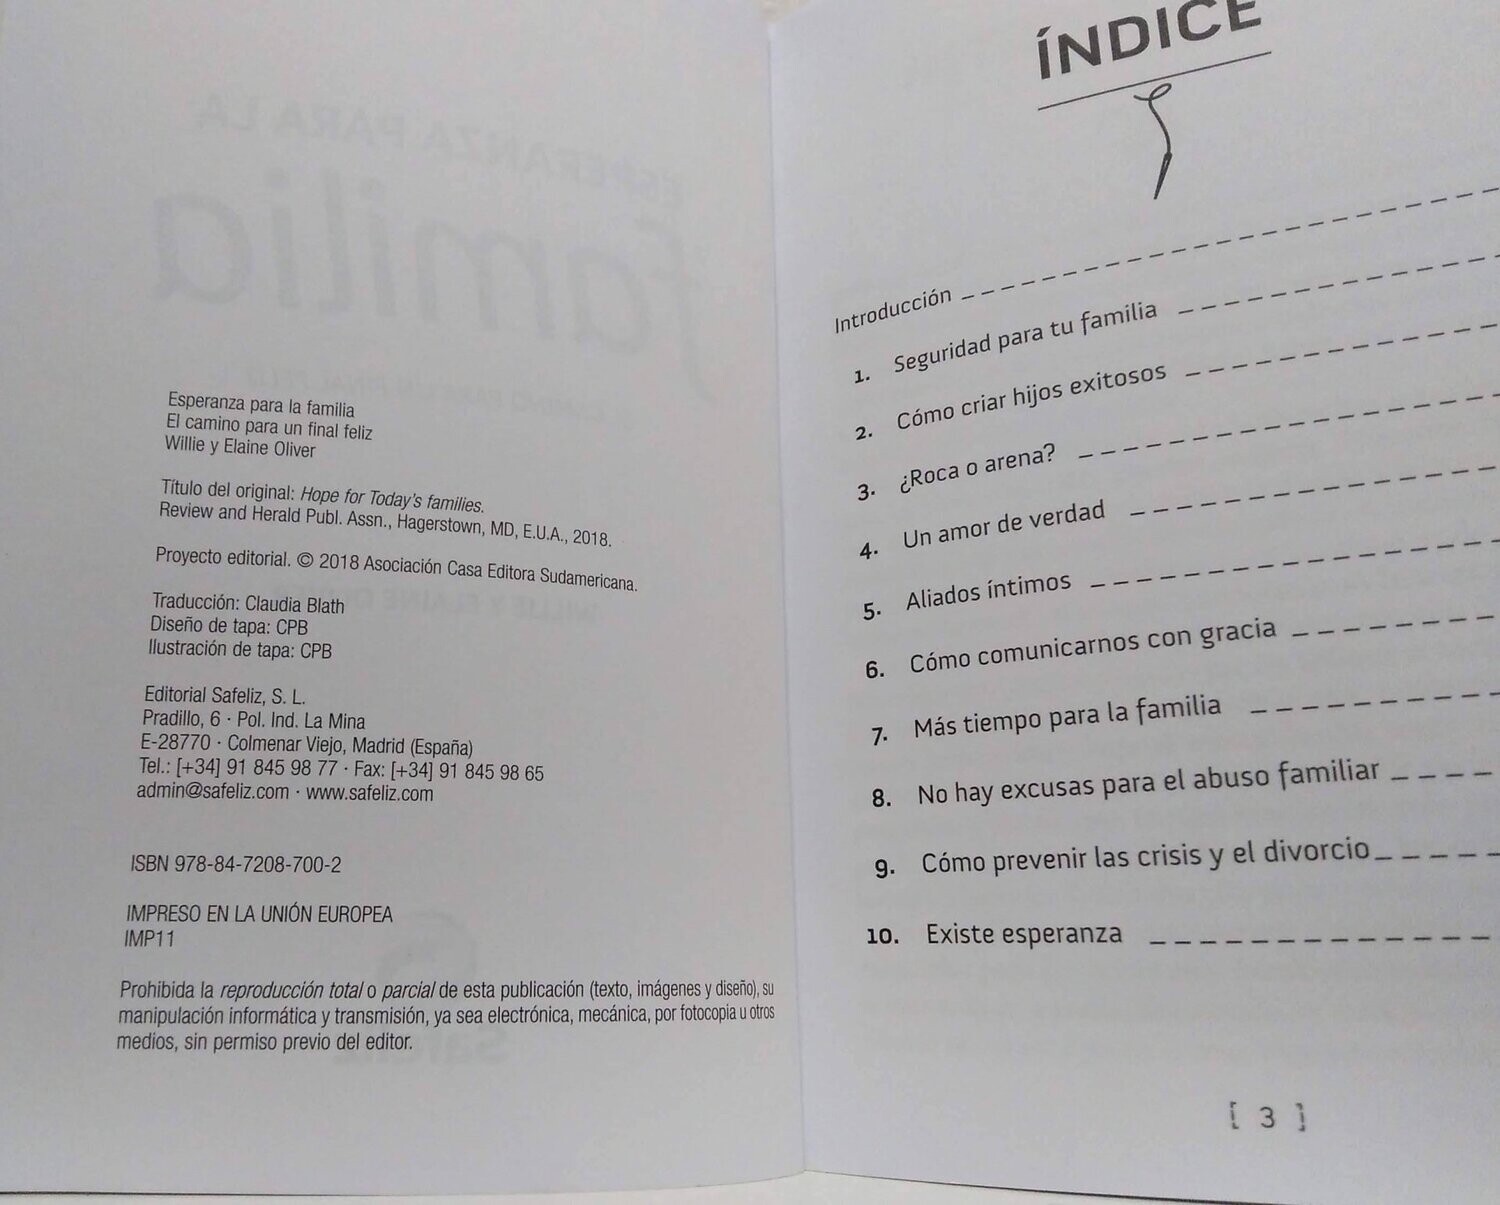 Esperanza para la familia
El camino para un final feliz
Willie y Elaine Oliver
Título del original: Hope for Today's families.
Review and Herald Publ. Assn., Hagerstown, MD, E.U.A., 2018.
Proyecto editorial. © 2018 Asociación Casa Editora Sudamericana.
Traducción: Claudia Blath
Diseño de tapa: CPB
Ilustración de tapa: CPB
Editorial Safeliz, S. L.
Pradillo, 6 · Pol. Ind. La Mina
E-28770 · Colmenar Viejo, Madrid (España)
Tel.: [+34] 91 845 98 77 · Fax: [+34] 91 845 98 65
admin@safeliz.com · www.safeliz.com
ISBN 978-84-7208-700-2
IMPRESO EN LA UNIÓN EUROPEA
IMP11
Prohibida la reproducción total o parcial de esta publicación (texto, imágenes y diseño), su
manipulación informática y transmisión, ya sea electrónica, mecánica, por fotocopia u otros
medios, sin permiso previo del editor.
ÍNDICE
Introducción
1. Seguridad para tu familia
2. Cómo criar hijos exitosos
3. ¿Roca o arena?
4. Un amor de verdad
5. Aliados íntimos
6. Cómo comunicarnos con gracia
7. Más tiempo para la familia
8. No hay excusas para el abuso familiar
9. Cómo prevenir las crisis y el divorcio
10. Existe esperanza
[ 3 ]